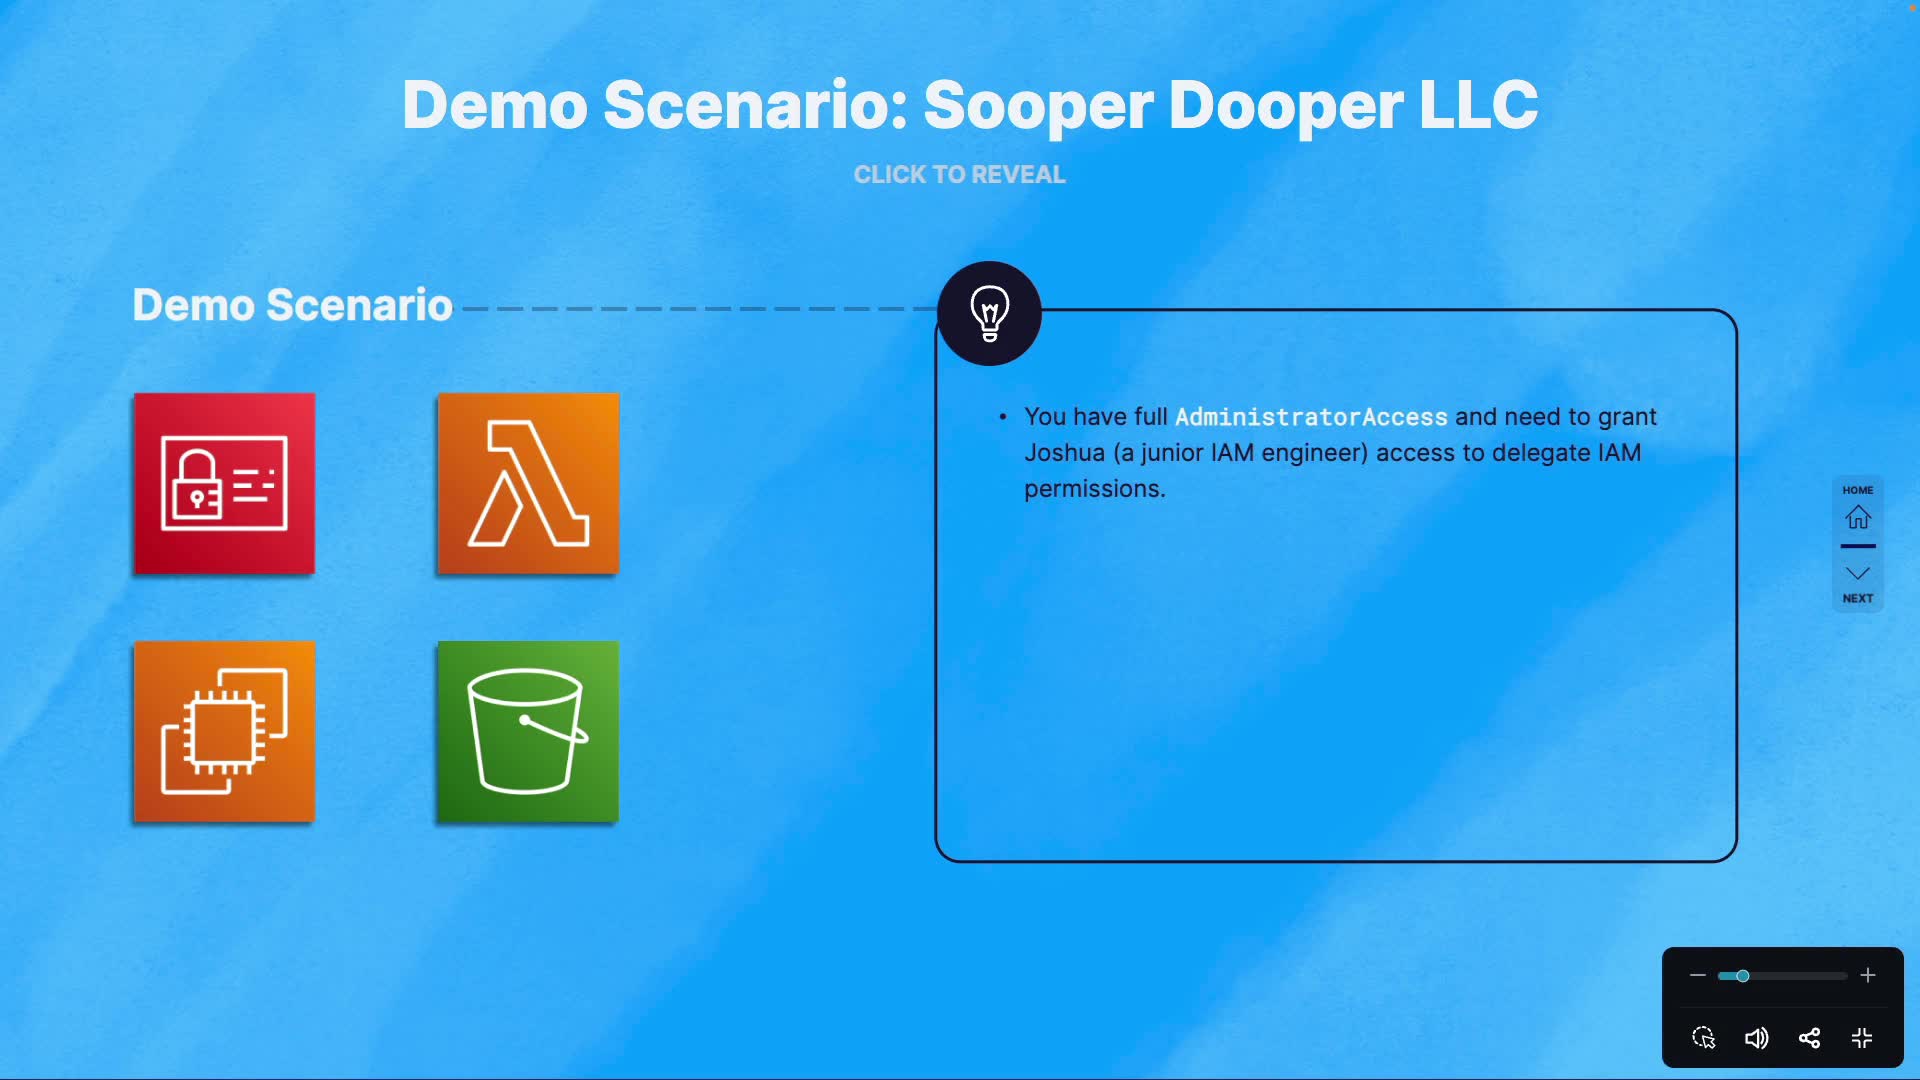 Demo Scenario: Sooper Dooper LLC
CLICK TO REVEAL
Demo Scenario
• You have full AdministratorAccess and need to grant
Joshua (a junior IAM engineer) access to delegate IAM
permissions.
HOME
NEXT